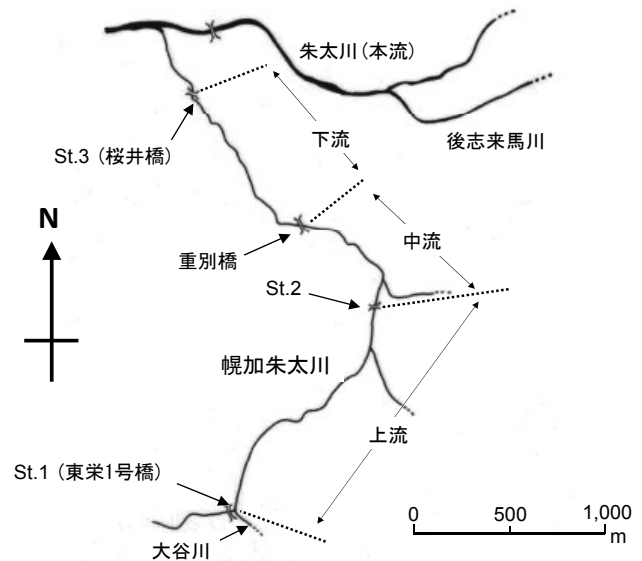 朱太川(本流)
後志来馬川
下流
St.3 (桜井橋)
N
重別橋
中流
St.2
幌加朱太川
上流
St.1 (東栄1号橋)
大谷川
0 500 1,000
m